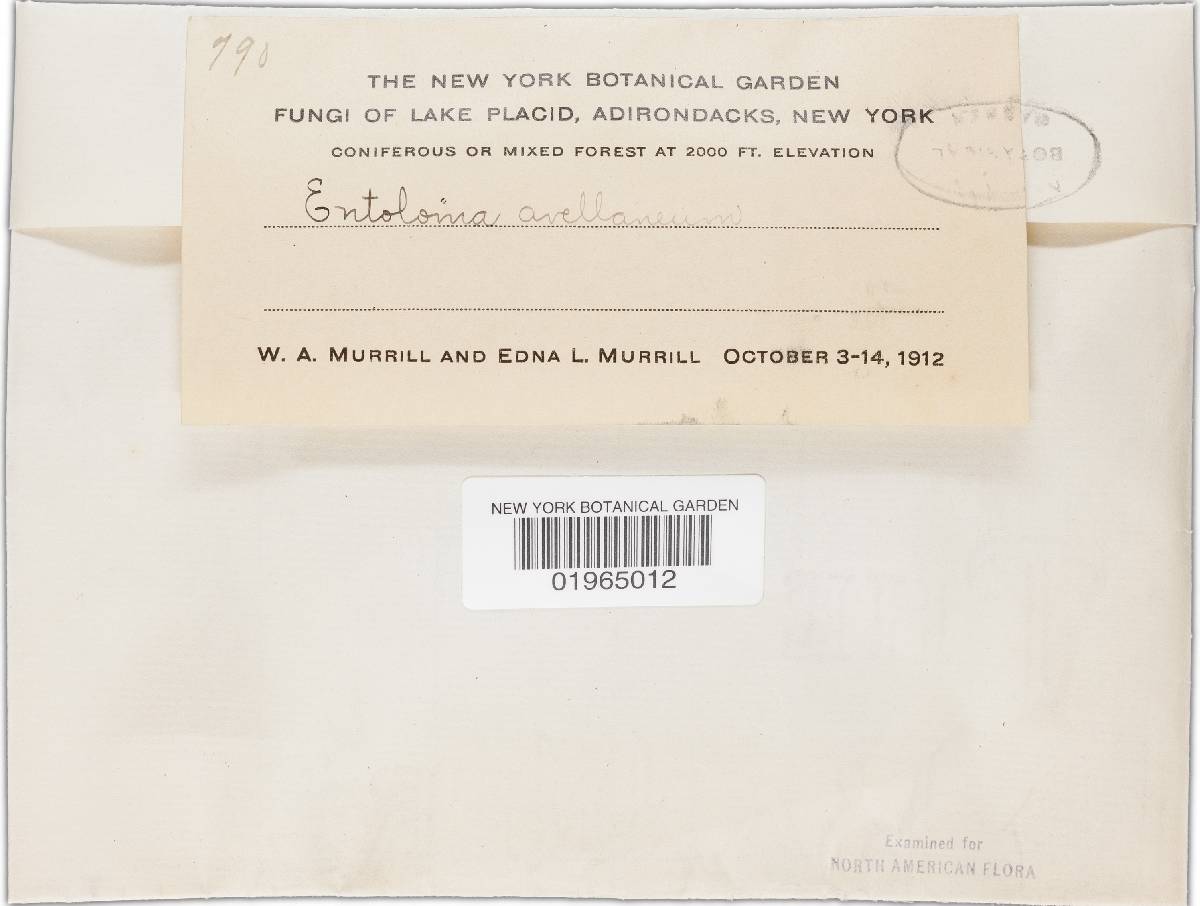 790
THE NEW YORK BOTANICAL GARDEN
FUNGI OF LAKE PLACID, ADIRONDACKS, NEW YORK
CONIFEROUS OR MIXED FOREST AT 2000 FT. ELEVATION
Entoloma avellaneum
W. A. MURRILL AND EDNA L. MURRILL OCTOBER 3-14, 1912
NEW YORK BOTANICAL GARDEN
01965012
Examined for
NORTH AMERICAN FLORA